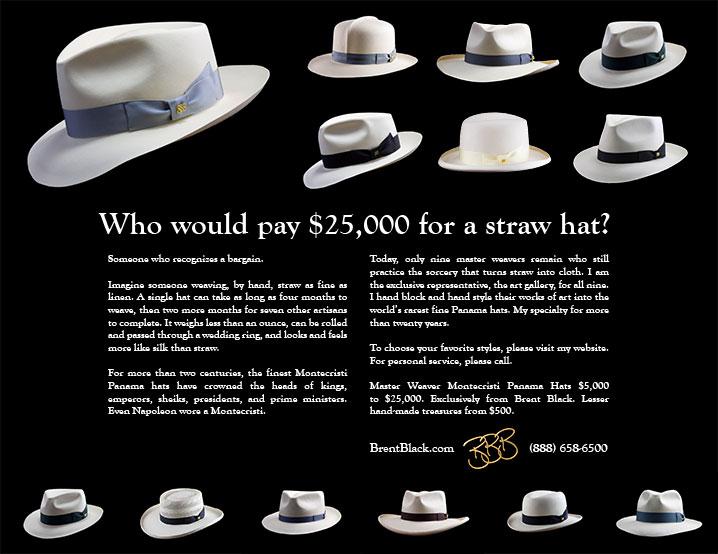 Who would pay $25,000 for a straw hat?
Someone who recognizes a bargain.
Imagine someone weaving, by hand, straw as fine as
linen. A single hat can take as long as four months to
weave, then two more months for seven other artisans
to complete. It weighs less than an ounce, can be rolled
and passed through a wedding ring, and looks and feels
more like silk than straw.
For more than two centuries, the finest Montecristi
Panama hats have crowned the heads of kings,
emperors, sheiks, presidents, and prime ministers.
Even Napoleon wore a Montecristi.
Today, only nine master weavers remain who still
practice the sorcery that turns straw into cloth. I am
the exclusive representative, the art gallery, for all nine.
I hand block and hand style their works of art into the
world's rarest fine Panama hats. My specialty for more
than twenty years.
To choose your favorite styles, please visit my website.
For personal service, please call.
Master Weaver Montecristi Panama Hats $5,000
to $25,000. Exclusively from Brent Black. Lesser
hand-made treasures from $500.
BrentBlack.com BBB (888) 658-6500